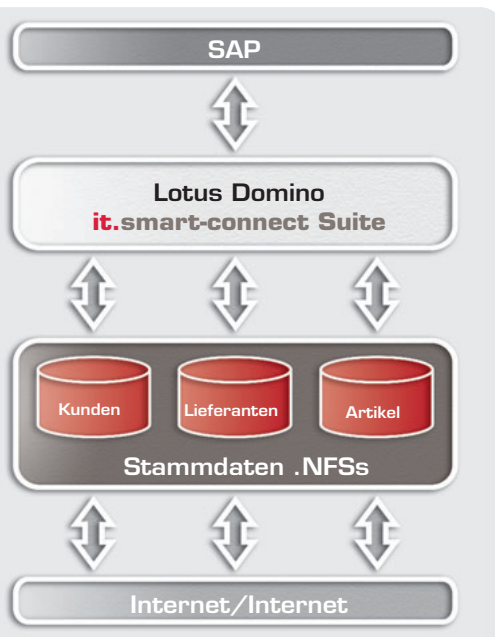 SAP
Lotus Domino
it.smart-connect Suite
Kunden
Lieferanten
Artikel
Stammdaten .NFSs
Internet/Internet